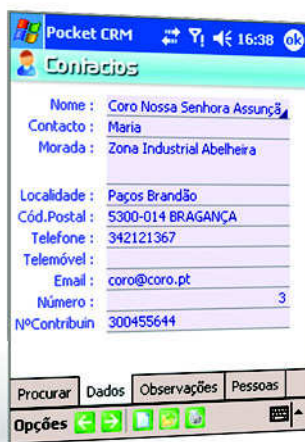 Pocket CRM 16:38 ok
Contactos
Nome : Coro Nossa Senhora Assunçã
Contacto : Maria
Morada : Zona Industrial Abelheira
Localidade : Paços Brandão
Cód.Postal : 5300-014 BRAGANÇA
Telefone : 342121367
Telemóvel :
Email : coro@coro.pt
Número : 3
NºContribuin 300455644
Procurar Dados Observações Pessoas
Opções